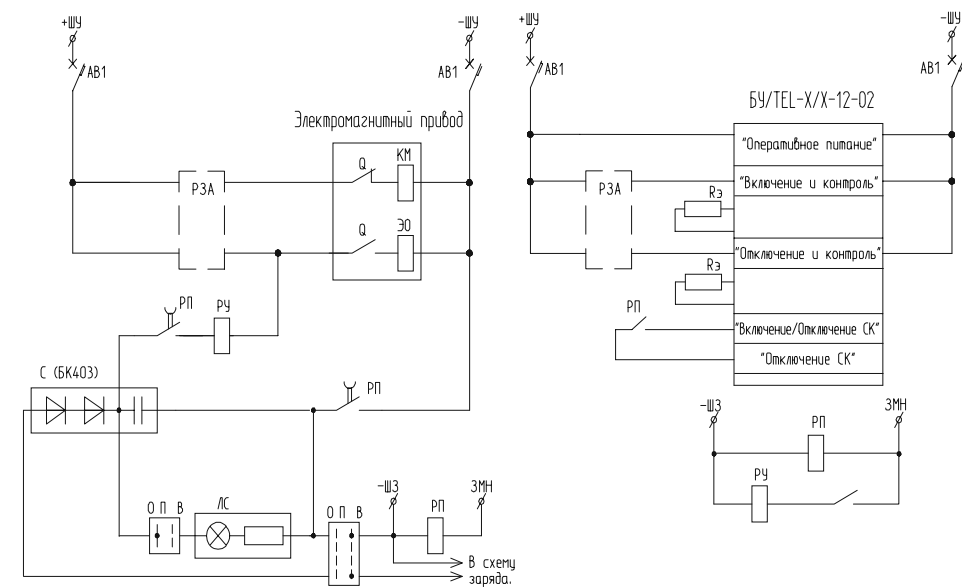 +ШУ
-ШУ
АВ1
АВ1
Электромагнитный привод
РЗА
Q
КМ
Q
ЭО
РП
РУ
С (БК403)
РП
О П В
ЛС
О П В
-ШЗ
РП
ЗМН
В схему
заряда.
+ШУ
-ШУ
АВ1
АВ1
БУ/TEL-X/X-12-02
"Оперативное питание"
РЗА
"Включение и контроль"
Rэ
"Отключение и контроль"
Rэ
РП
"Включение/Отключение СК"
"Отключение СК"
-ШЗ
ЗМН
РП
РУ